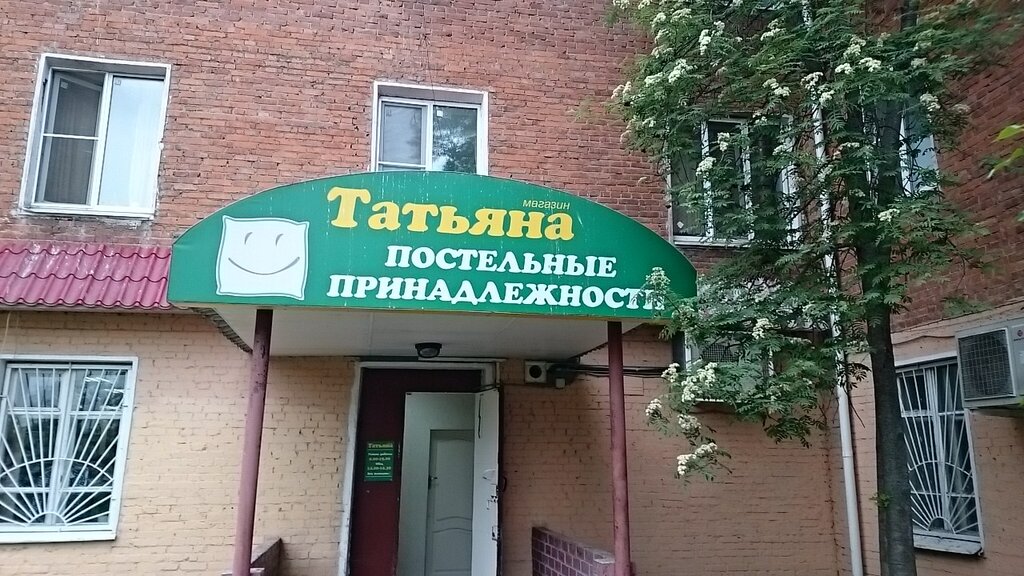 магазин
Татьяна
ПОСТЕЛЬНЫЕ
ПРИНАДЛЕЖНОСТИ
Татьяна